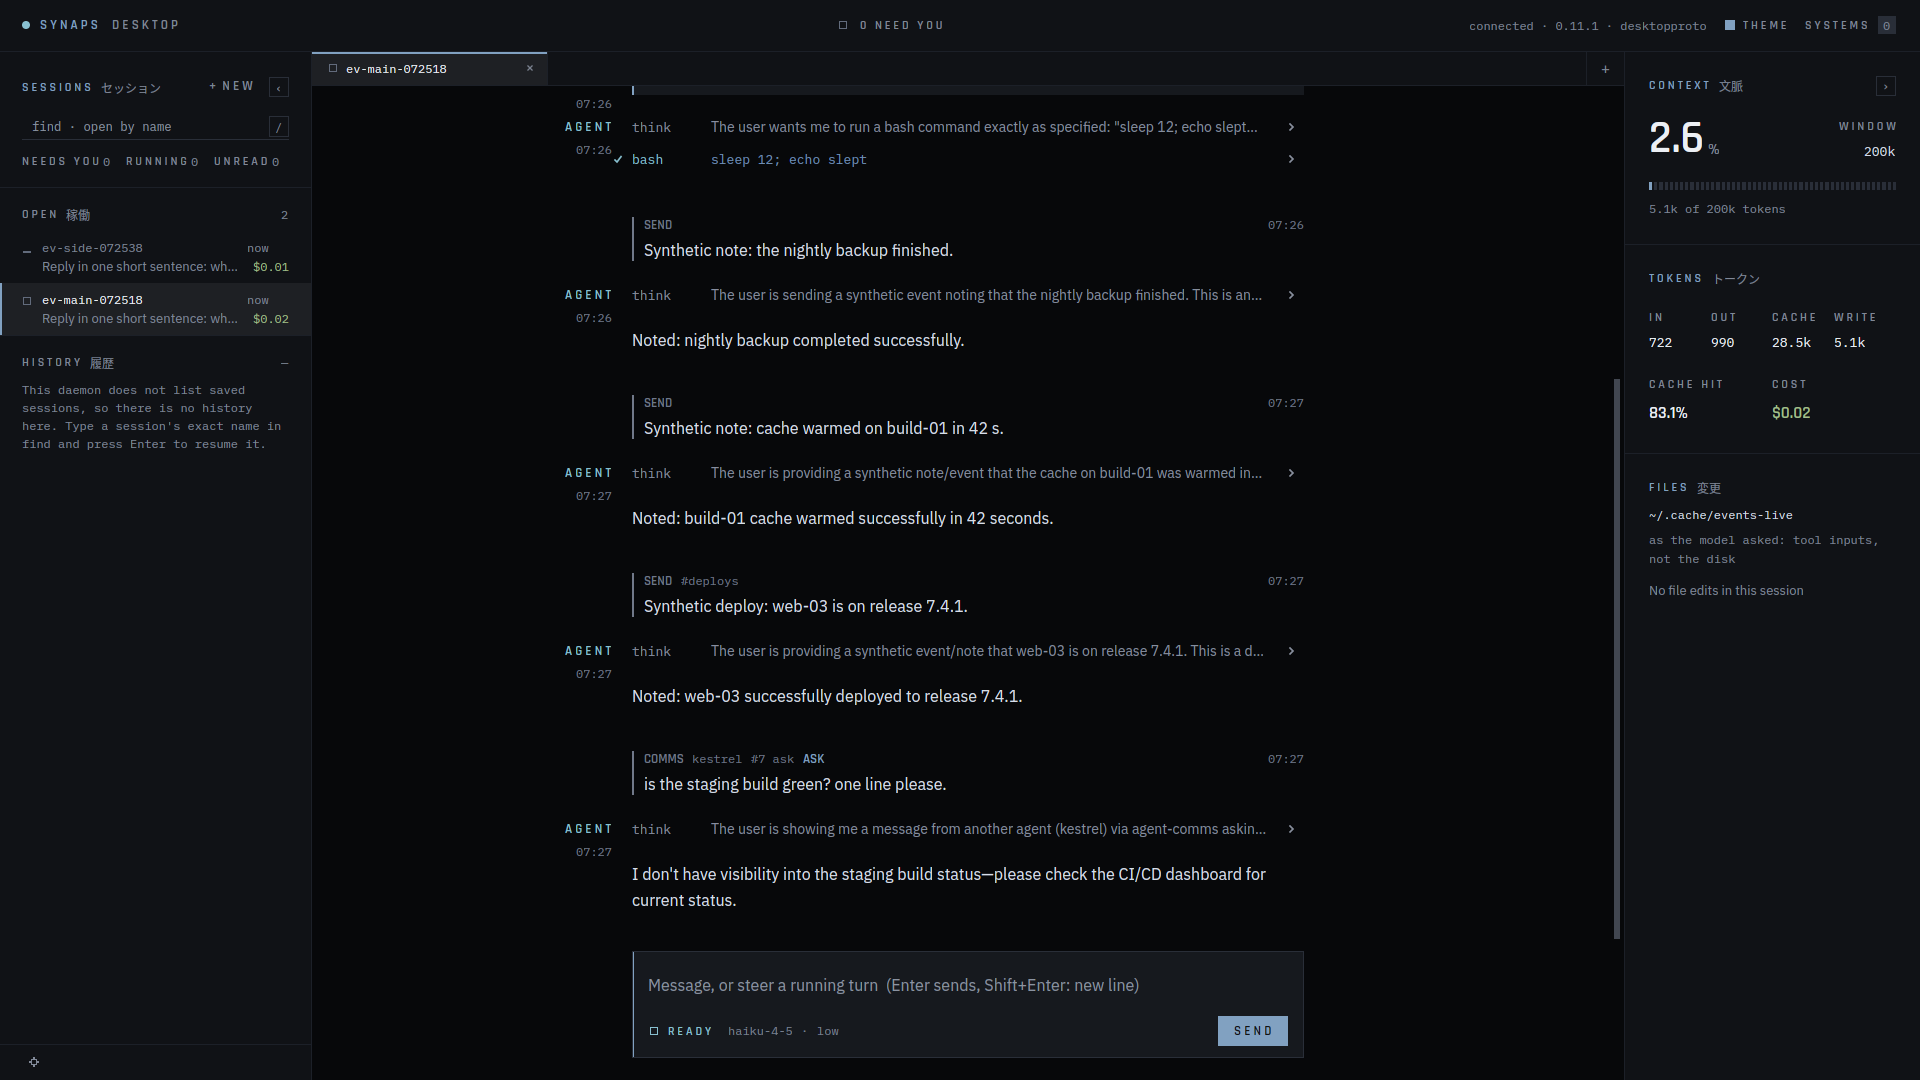 SYNAPS DESKTOP
0 NEED YOU
connected · 0.11.1 · desktopproto
THEME
SYSTEMS 0
SESSIONS セッション
+ NEW
‹
find · open by name
/
NEEDS YOU 0 RUNNING 0 UNREAD 0
OPEN 稼働
2
ev-side-072538
now
Reply in one short sentence: wh...
$0.01
ev-main-072518
now
Reply in one short sentence: wh...
$0.02
HISTORY 履歴
—
This daemon does not list saved
sessions, so there is no history
here. Type a session's exact name in
find and press Enter to resume it.
ev-main-072518
×
+
07:26
AGENT
think
The user wants me to run a bash command exactly as specified: "sleep 12; echo slept...
07:26
bash
sleep 12; echo slept
SEND
07:26
Synthetic note: the nightly backup finished.
AGENT
think
The user is sending a synthetic event noting that the nightly backup finished. This is an...
07:26
Noted: nightly backup completed successfully.
SEND
07:27
Synthetic note: cache warmed on build-01 in 42 s.
AGENT
think
The user is providing a synthetic note/event that the cache on build-01 was warmed in...
07:27
Noted: build-01 cache warmed successfully in 42 seconds.
SEND #deploys
07:27
Synthetic deploy: web-03 is on release 7.4.1.
AGENT
think
The user is providing a synthetic event/note that web-03 is on release 7.4.1. This is a d...
07:27
Noted: web-03 successfully deployed to release 7.4.1.
COMMS kestrel #7 ask ASK
07:27
is the staging build green? one line please.
AGENT
think
The user is showing me a message from another agent (kestrel) via agent-comms askin...
07:27
I don't have visibility into the staging build status—please check the CI/CD dashboard for
current status.
Message, or steer a running turn (Enter sends, Shift+Enter: new line)
READY
haiku-4-5 · low
SEND
CONTEXT 文脈
›
2.6 %
WINDOW
200k
5.1k of 200k tokens
TOKENS トークン
IN OUT CACHE WRITE
722 990 28.5k 5.1k
CACHE HIT COST
83.1% $0.02
FILES 変更
~/.cache/events-live
as the model asked: tool inputs,
not the disk
No file edits in this session